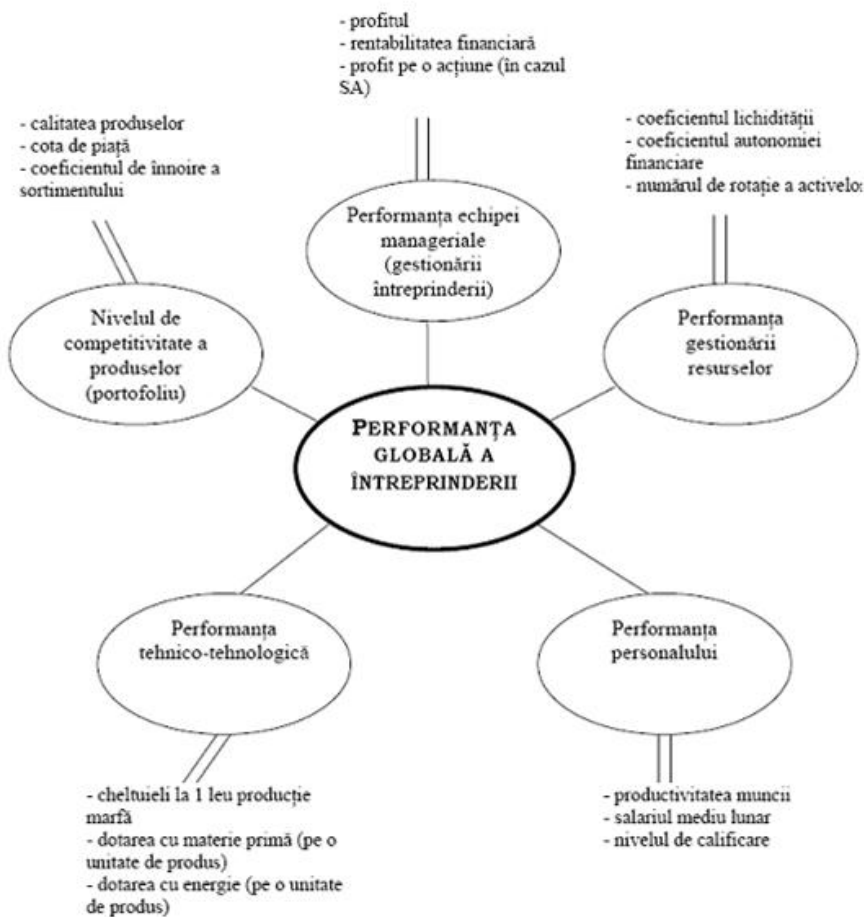 - profitul
- rentabilitatea financiară
- profit pe o acțiune (în cazul
SA)
- calitatea produselor
- cota de piață
- coeficientul de înnoire a
sortimentului
- coeficientul lichidității
- coeficientul autonomiei
financiare
- numărul de rotație a activelo
Performanța echipei
manageriale
(gestionării
întreprinderii)
Nivelul de
competitivitate a
produselor
(portofoliu)
Performanța
gestionării
resurselor
PERFORMANȚA
GLOBALĂ A
ÎNTREPRINDERII
Performanța
tehnico-tehnologică
Performanța
personalului
- cheltuieli la 1 leu producție
marfă
- dotarea cu materie primă (pe o
unitate de produs)
- dotarea cu energie (pe o unitate
de produs)
- productivitatea muncii
- salariul mediu lunar
- nivelul de calificare